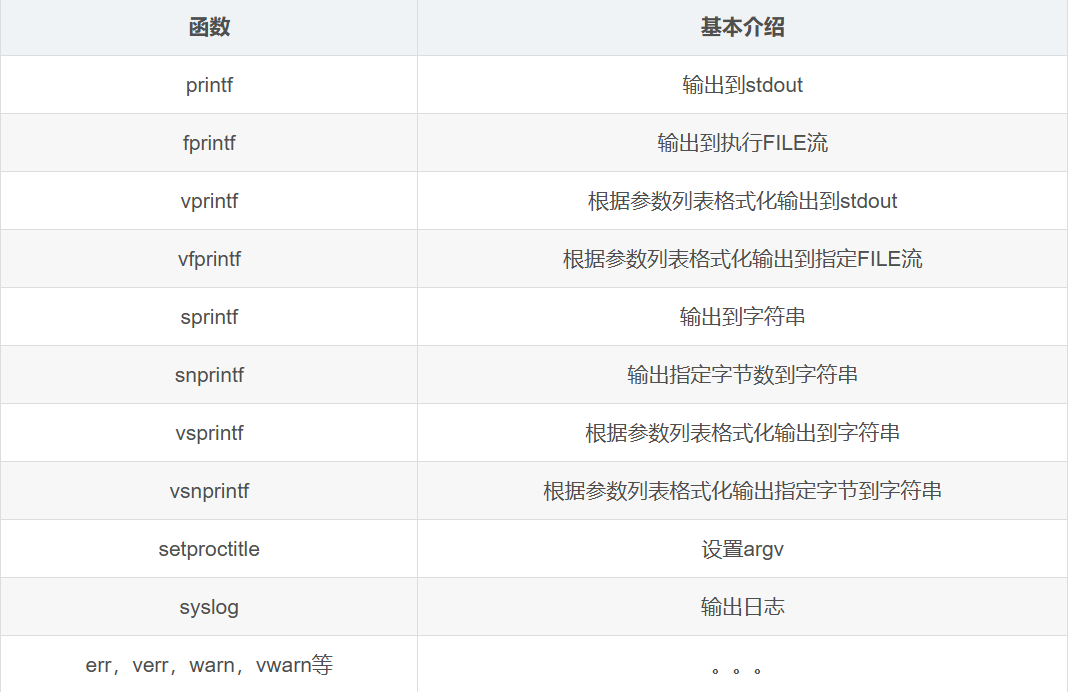 函数 基本介绍
printf 输出到stdout
fprintf 输出到执行FILE流
vprintf 根据参数列表格式化输出到stdout
vfprintf 根据参数列表格式化输出到指定FILE流
sprintf 输出到字符串
snprintf 输出指定字节数到字符串
vsprintf 根据参数列表格式化输出到字符串
vsnprintf 根据参数列表格式化输出指定字节到字符串
setproctitle 设置argv
syslog 输出日志
err，verr，warn，vwarn等 。。。